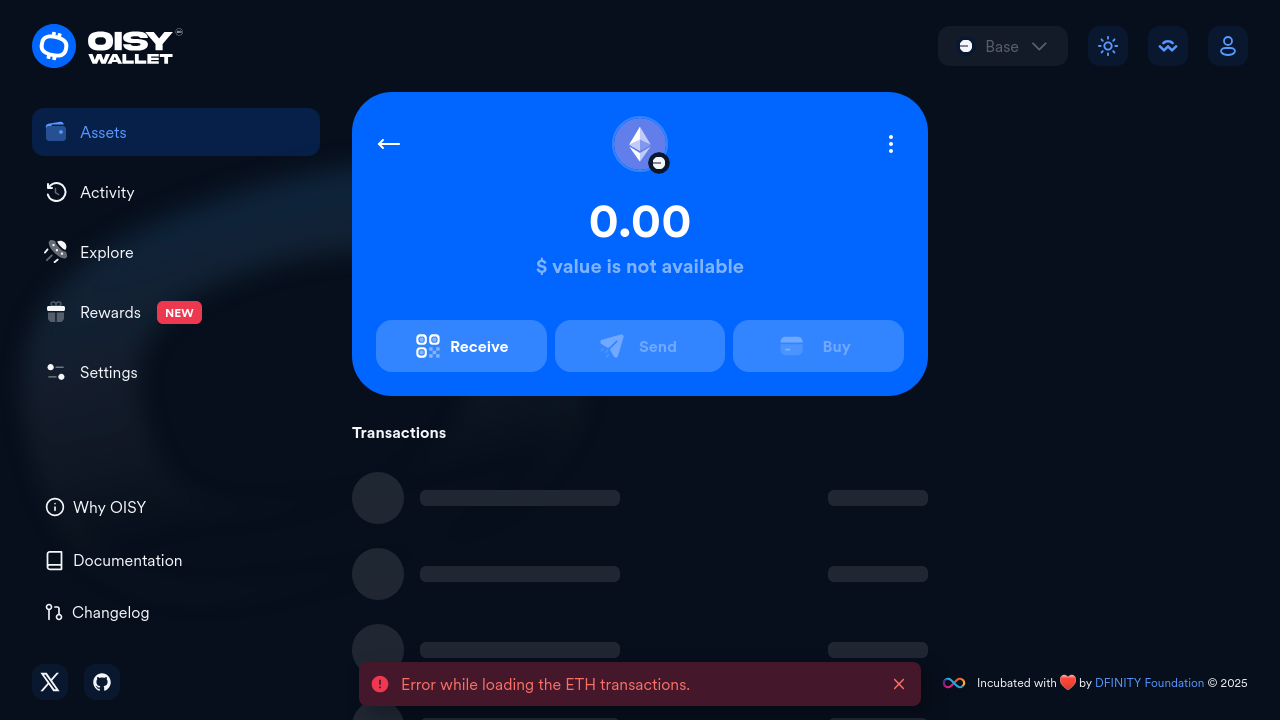 OISY
WALLET
Base
Assets
Activity
Explore
Rewards NEW
Settings
Why OISY
Documentation
Changelog
0.00
$ value is not available
Receive
Send
Buy
Transactions
Error while loading the ETH transactions.
Incubated with ❤️ by DFINITY Foundation © 2025